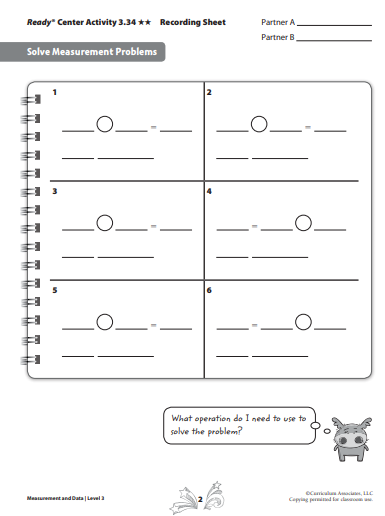 Ready® Center Activity 3.34 ★★ Recording Sheet
Partner A
Partner B
Solve Measurement Problems
1
2
=
=
3
4
=
=
5
6
=
=
What operation do I need to use to
solve the problem?
Measurement and Data | Level 3
2
©Curriculum Associates, LLC
Copying permitted for classroom use.